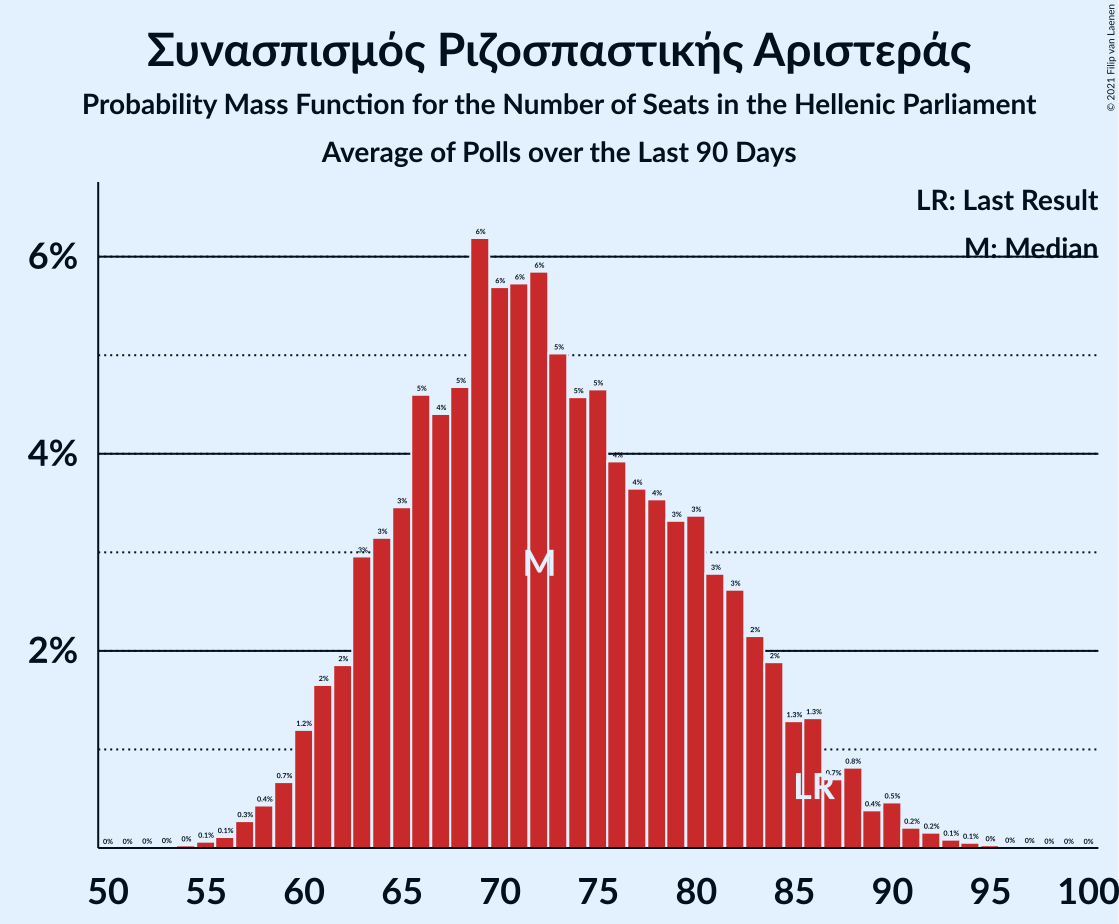 Συνασπισμός Ριζοσπαστικής Αριστεράς
Probability Mass Function for the Number of Seats in the Hellenic Parliament
Average of Polls over the Last 90 Days
© 2021 Filip van Laenen
LR: Last Result
M: Median
6%
4%
2%
0% 0% 0% 0% 0% 0.1% 0.1% 0.3% 0.4% 0.7% 1.2% 2% 2% 3% 3% 3% 5% 4% 5% 6% 6% 6% 6% 5% 5% 5% 4% 4% 4% 3% 3% 3% 3% 2% 2% 1.3% 1.3% 0.7% 0.8% 0.4% 0.5% 0.2% 0.2% 0.1% 0.1% 0% 0% 0% 0% 0% 0%
M
LR
50 55 60 65 70 75 80 85 90 95 100